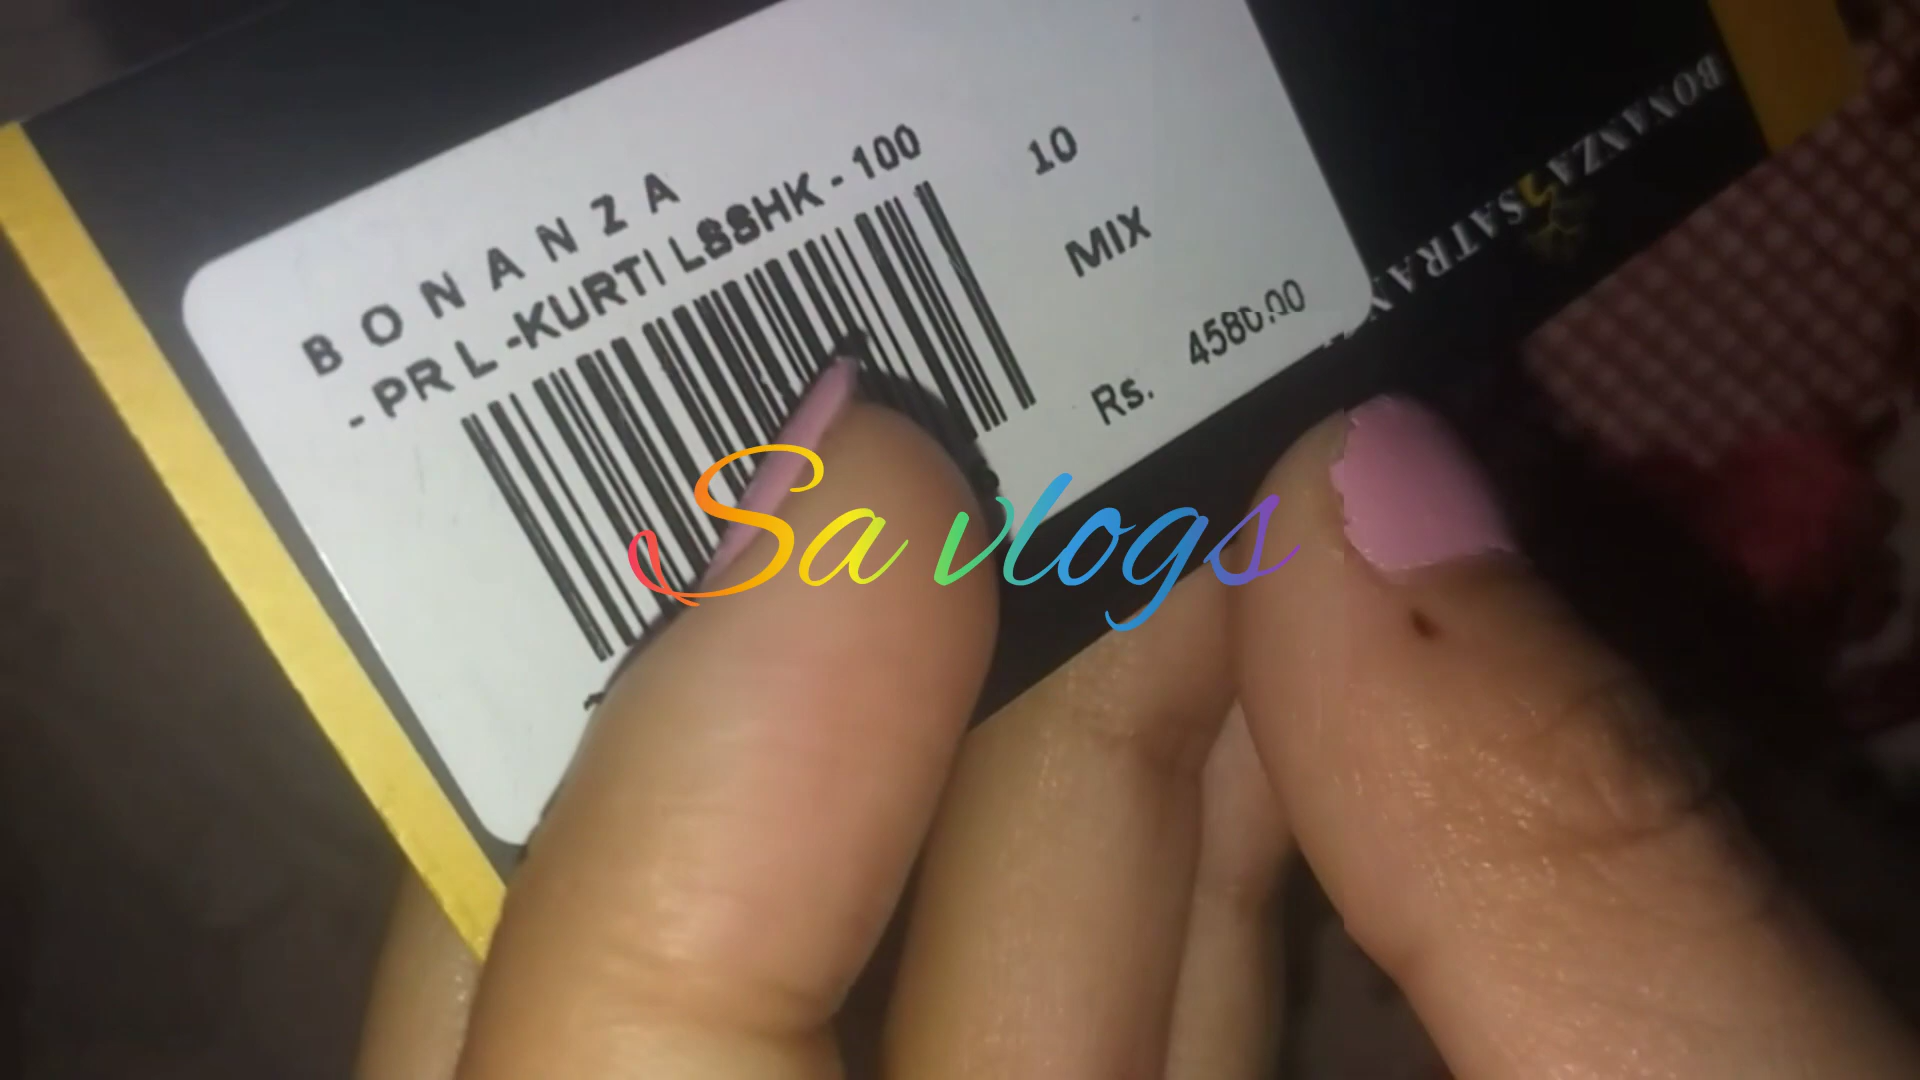 BONANZA
- PR L -KURTI LSSHK - 100
10
MIX
Rs. 4580.00
BONANZA SATRANGI
Sa vlogs